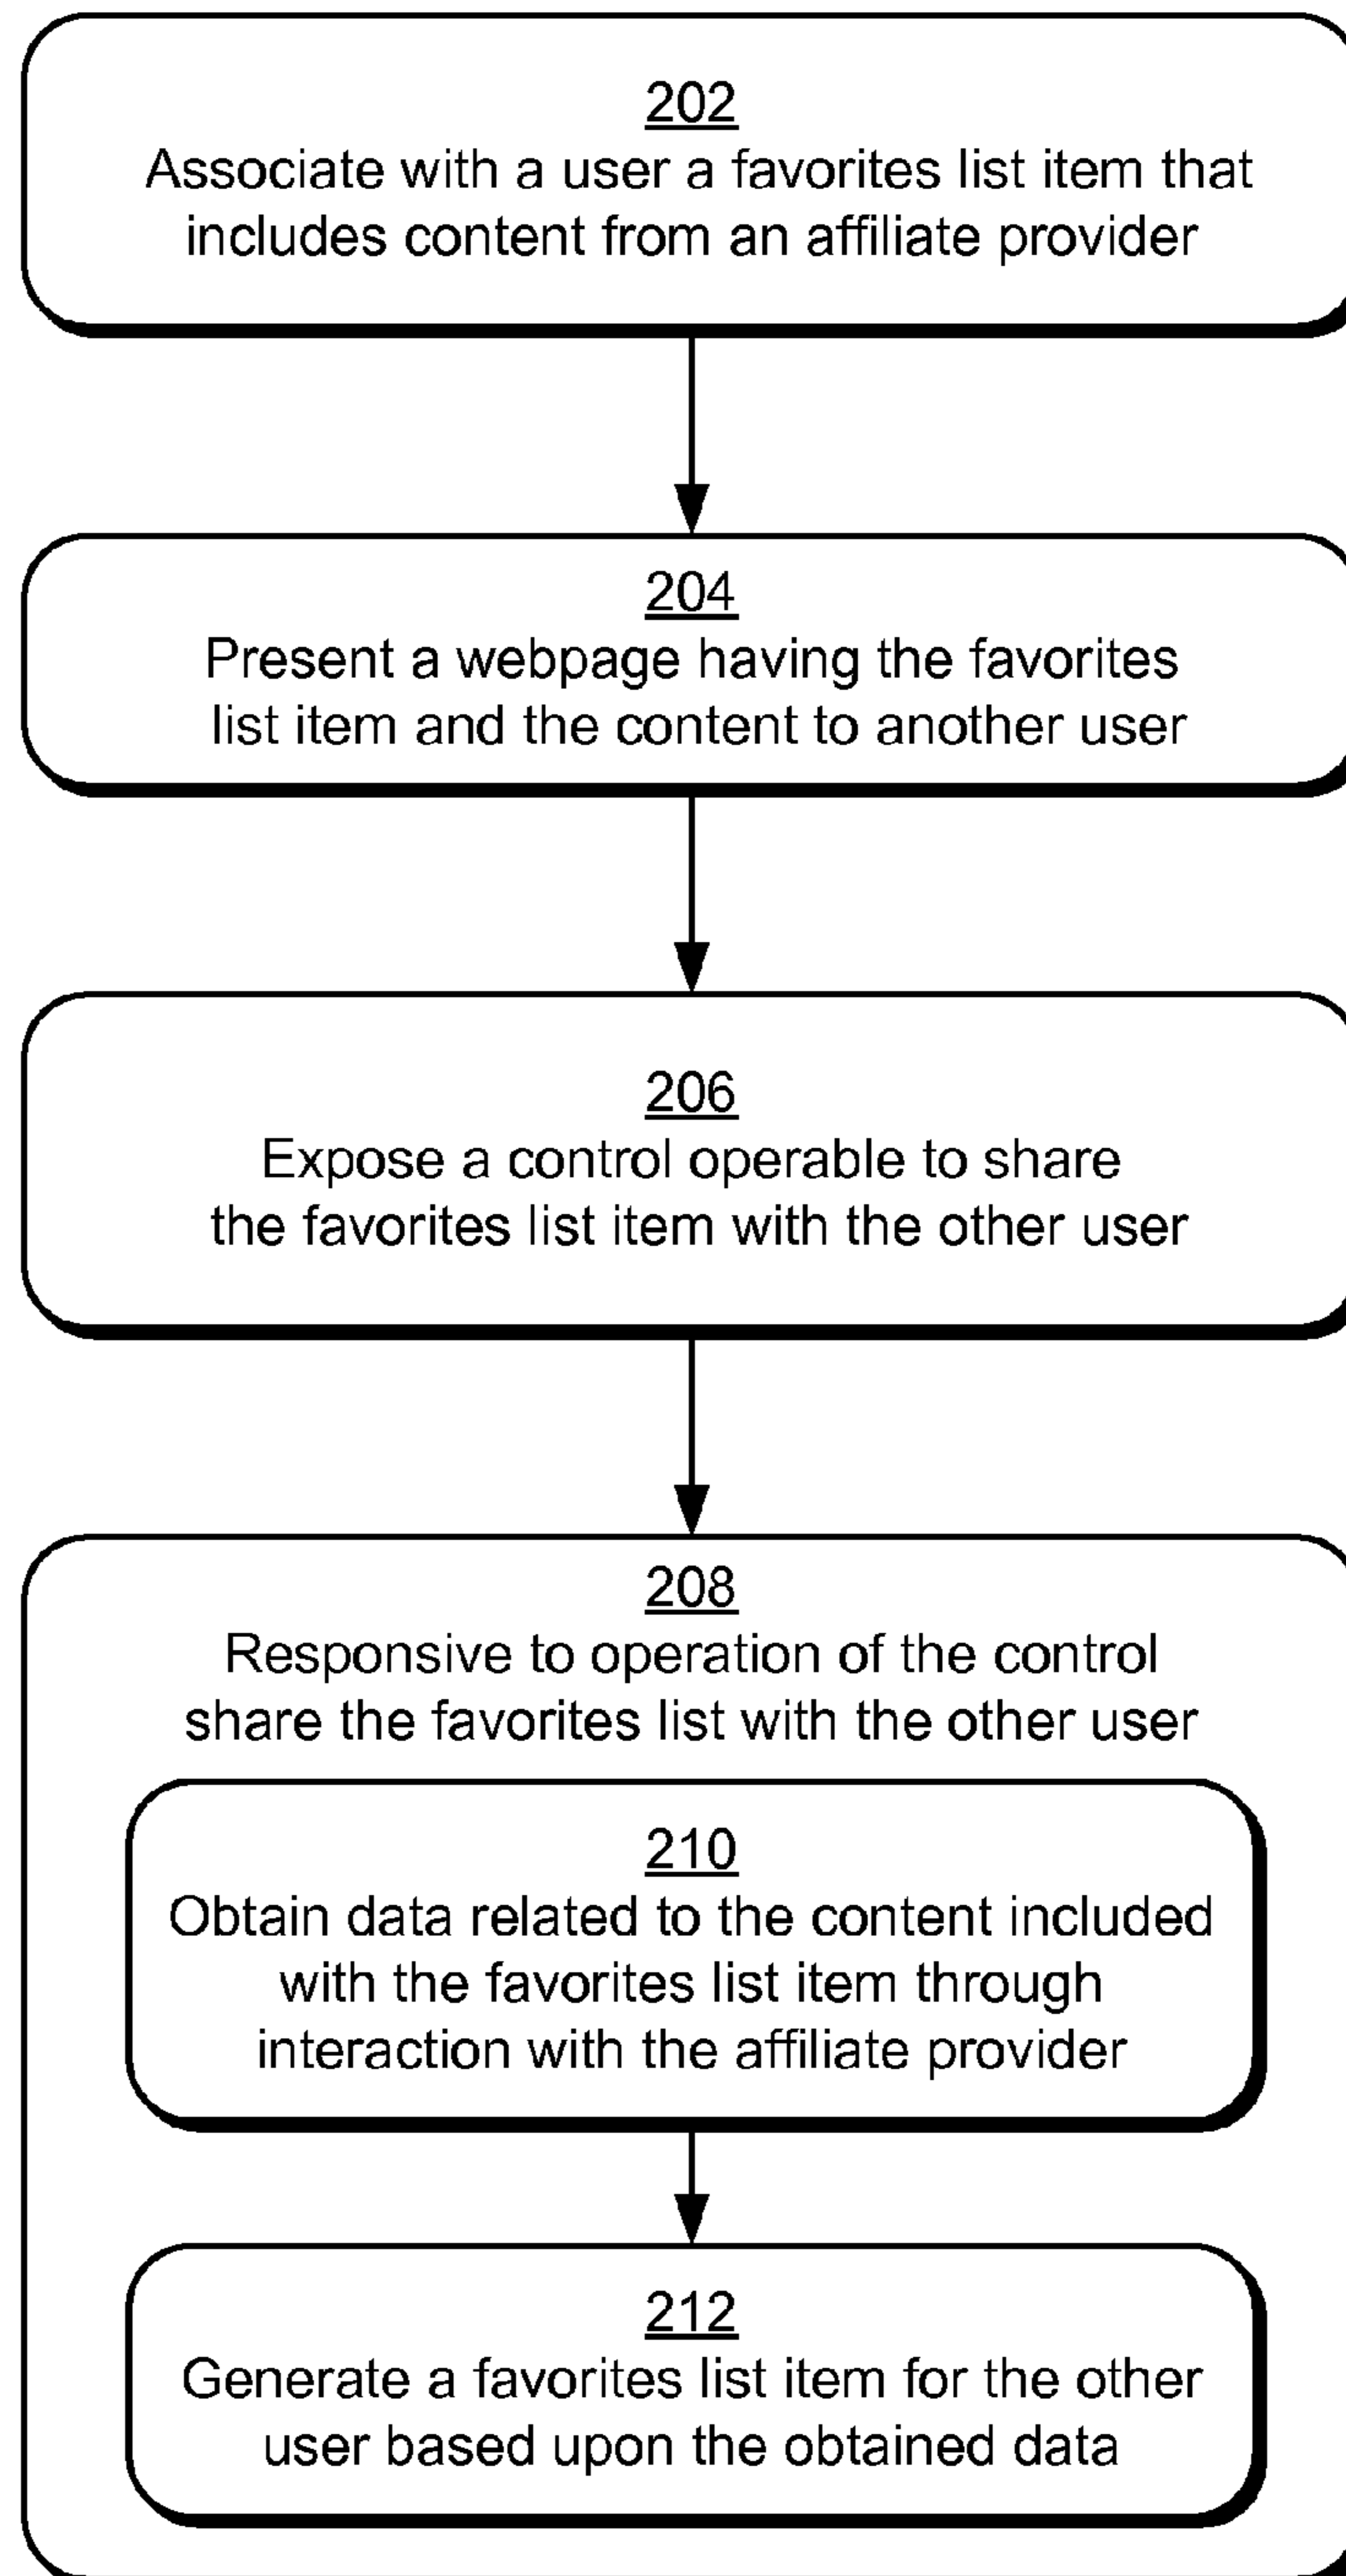 202
Associate with a user a favorites list item that
includes content from an affiliate provider
204
Present a webpage having the favorites
list item and the content to another user
206
Expose a control operable to share
the favorites list item with the other user
208
Responsive to operation of the control
share the favorites list with the other user
210
Obtain data related to the content included
with the favorites list item through
interaction with the affiliate provider
212
Generate a favorites list item for the other
user based upon the obtained data